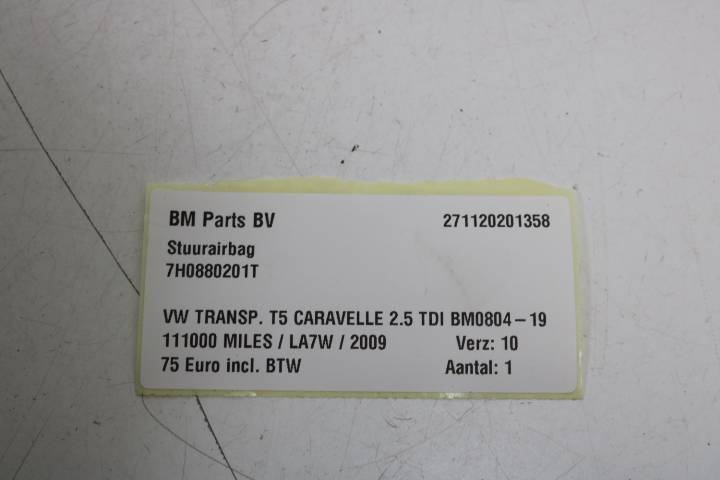 BM Parts BV 271120201358
Stuurairbag
7H0880201T
VW TRANSP. T5 CARAVELLE 2.5 TDI BM0804-19
111000 MILES / LA7W / 2009 Verz: 10
75 Euro incl. BTW Aantal: 1